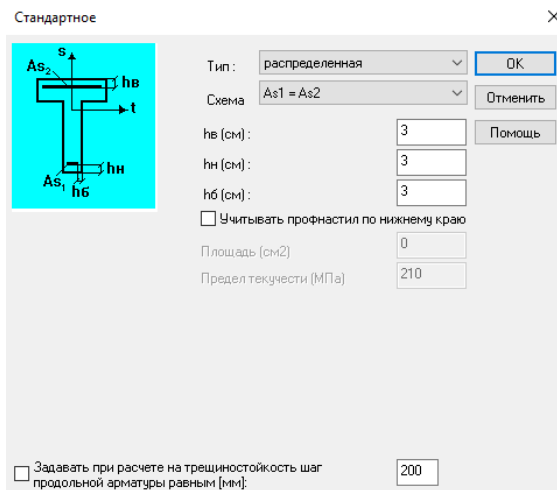 Стандартное
s
As2
hв
t
hн
As1
hб
Тип :
распределенная
OK
Схема
As1 = As2
Отменить
hв (см) :
3
Помощь
hн (см) :
3
hб (см) :
3
Учитывать профнастил по нижнему краю
Площадь (см2)
0
Предел текучести (МПа)
210
Задавать при расчете на трещиностойкость шаг
продольной арматуры равным [мм]:
200